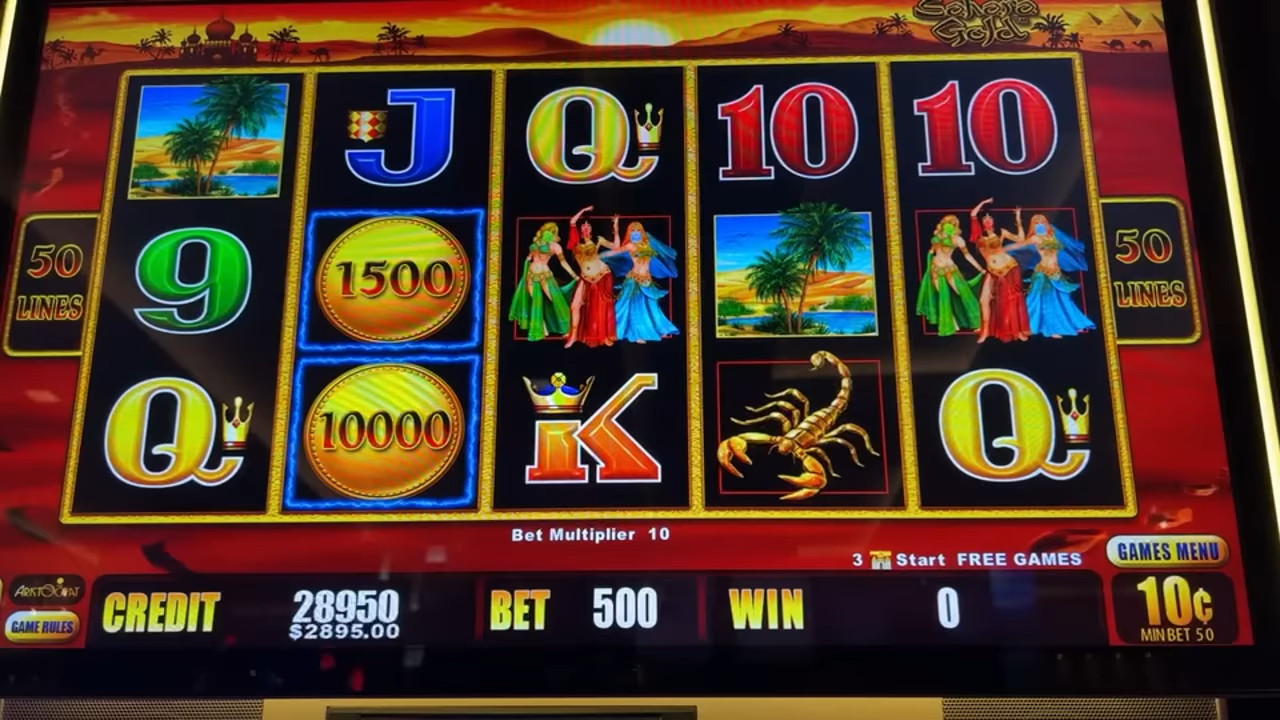 Sahara
Gold
J Q 10 10
50
LINES
9 1500
50
LINES
Q 10000 K Q
Bet Multiplier 10
3 Start FREE GAMES
GAMES MENU
ARISTOCRAT
GAME RULES
CREDIT 28950 BET 500 WIN 0
$2895.00
10¢
MIN BET 50